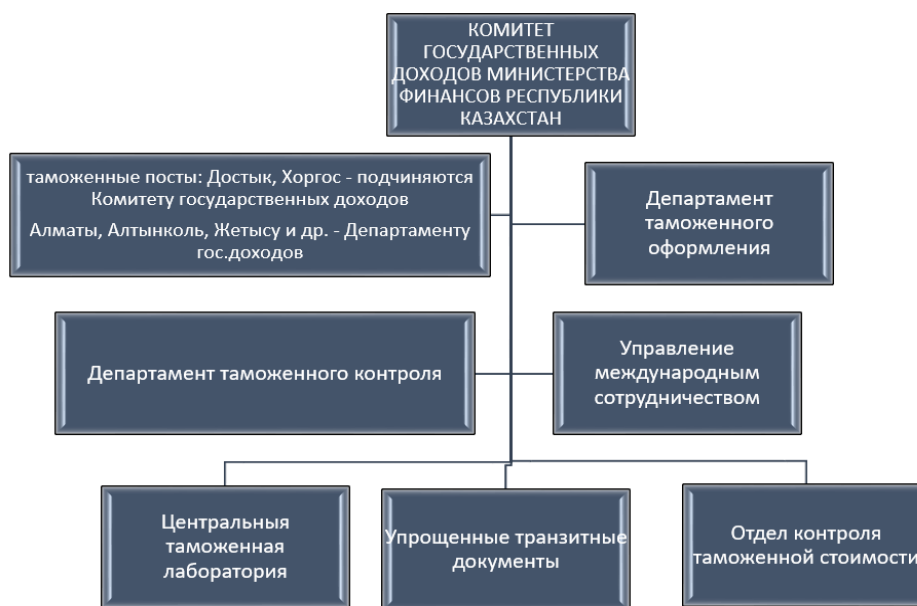 КОМИТЕТ
ГОСУДАРСТВЕННЫХ
ДОХОДОВ МИНИСТЕРСТВА
ФИНАНСОВ РЕСПУБЛИКИ
КАЗАХСТАН
таможенные посты: Достык, Хоргос - подчиняются
Комитету государственных доходов
Алматы, Алтынколь, Жетысу и др. - Департаменту
гос.доходов
Департамент
таможенного
оформления
Департамент таможенного контроля
Управление
международным
сотрудничеством
Центральныя
таможенная
лаборатория
Упрощенные транзитные
документы
Отдел контроля
таможенной стоимости